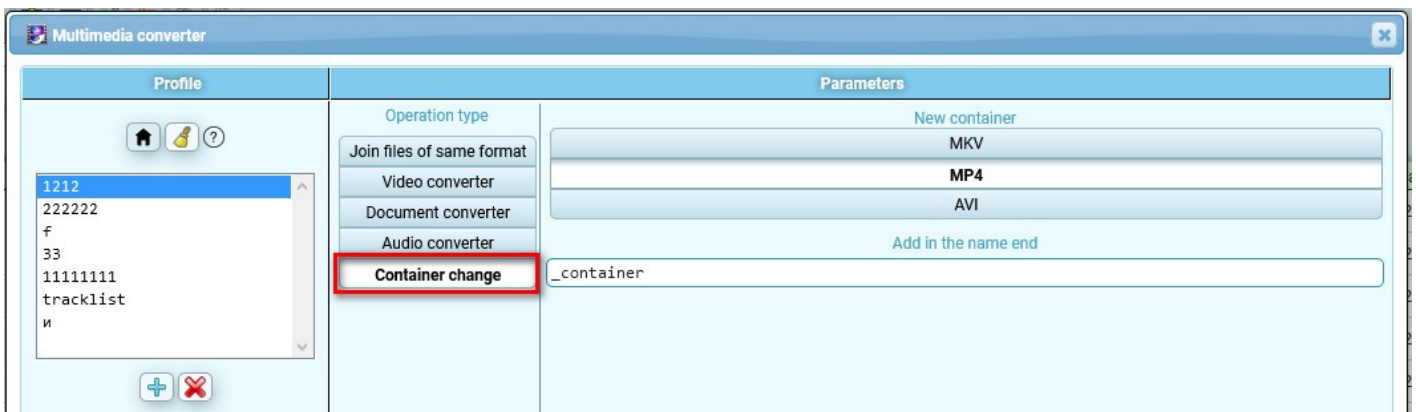 Multimedia converter
Profile
Parameters
?
1212
222222
f
33
11111111
tracklist
и
Operation type
Join files of same format
Video converter
Document converter
Audio converter
Container change
New container
MKV
MP4
AVI
Add in the name end
_container